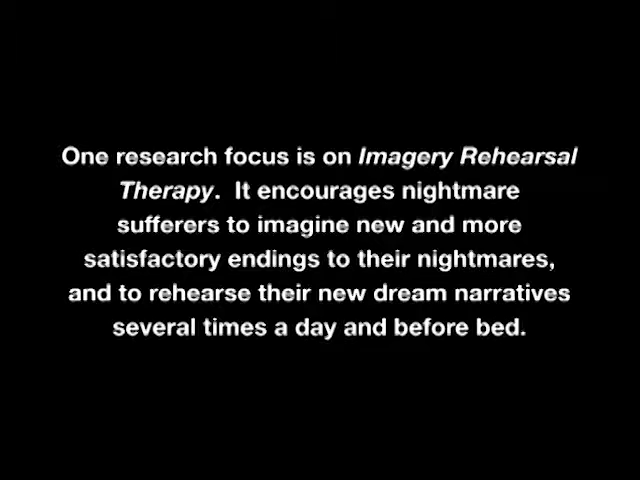 One research focus is on Imagery Rehearsal
Therapy.  It encourages nightmare
sufferers to imagine new and more
satisfactory endings to their nightmares,
and to rehearse their new dream narratives
several times a day and before bed.